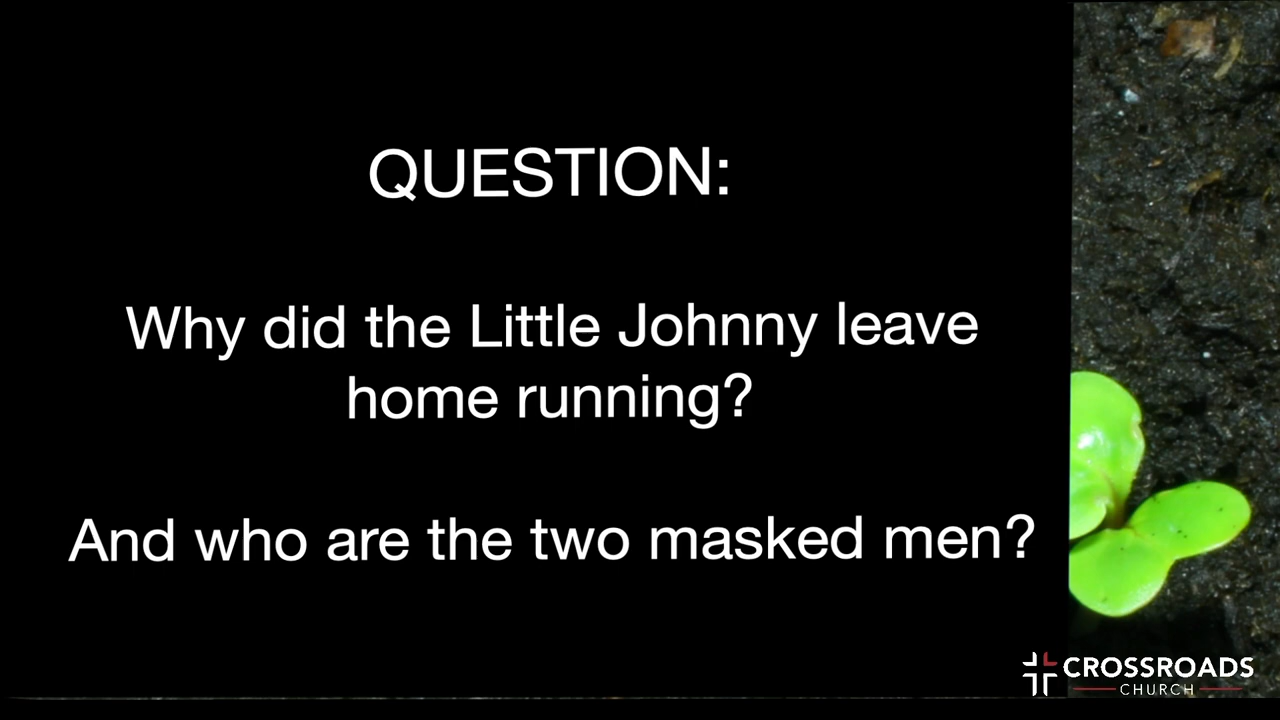 QUESTION:
Why did the Little Johnny leave
home running?
And who are the two masked men?
CROSSROADS
CHURCH